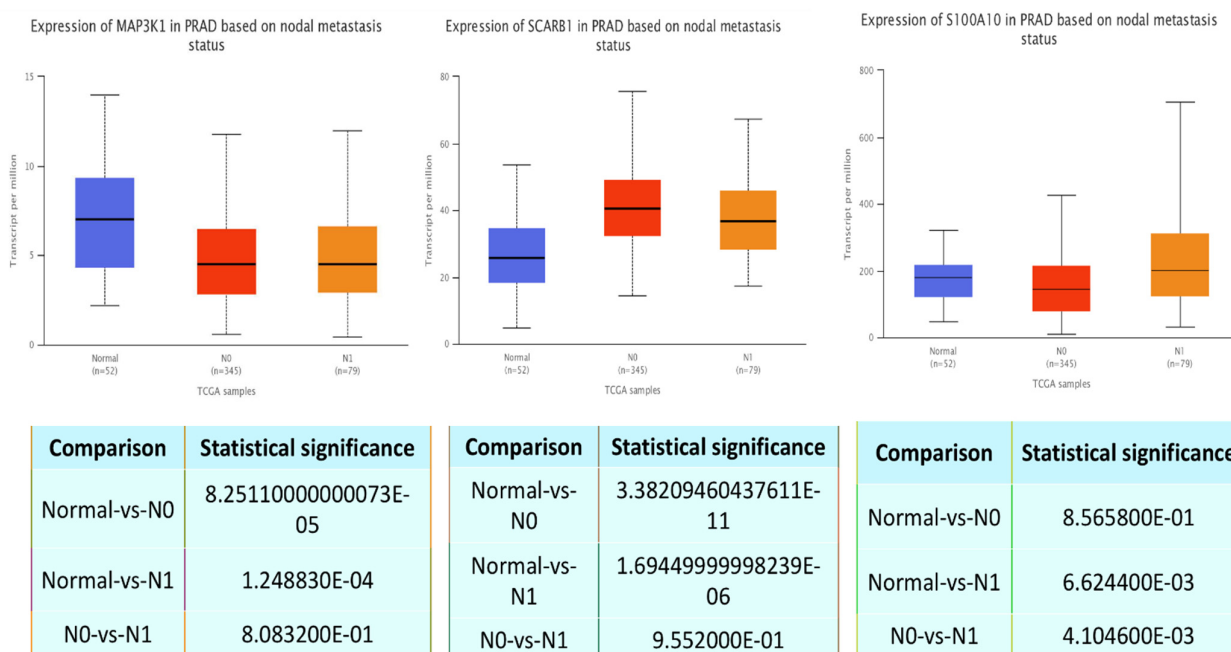 Expression of MAP3K1 in PRAD based on nodal metastasis
status
Transcript per million
15
10
5
0
Normal
(n=52)
N0
(n=345)
N1
(n=79)
TCGA samples
Expression of SCARB1 in PRAD based on nodal metastasis
status
Transcript per million
80
60
40
20
0
Normal
(n=52)
N0
(n=345)
N1
(n=79)
TCGA samples
Expression of S100A10 in PRAD based on nodal metastasis
status
Transcript per million
800
600
400
200
0
Normal
(n=52)
N0
(n=345)
N1
(n=79)
TCGA samples
Comparison Statistical significance
Normal-vs-N0 8.25110000000073E-
05
Normal-vs-N1 1.248830E-04
N0-vs-N1 8.083200E-01
Comparison Statistical significance
Normal-vs- 3.38209460437611E-
N0 11
Normal-vs- 1.69449999998239E-
N1 06
N0-vs-N1 9.552000E-01
Comparison Statistical significance
Normal-vs-N0 8.565800E-01
Normal-vs-N1 6.624400E-03
N0-vs-N1 4.104600E-03